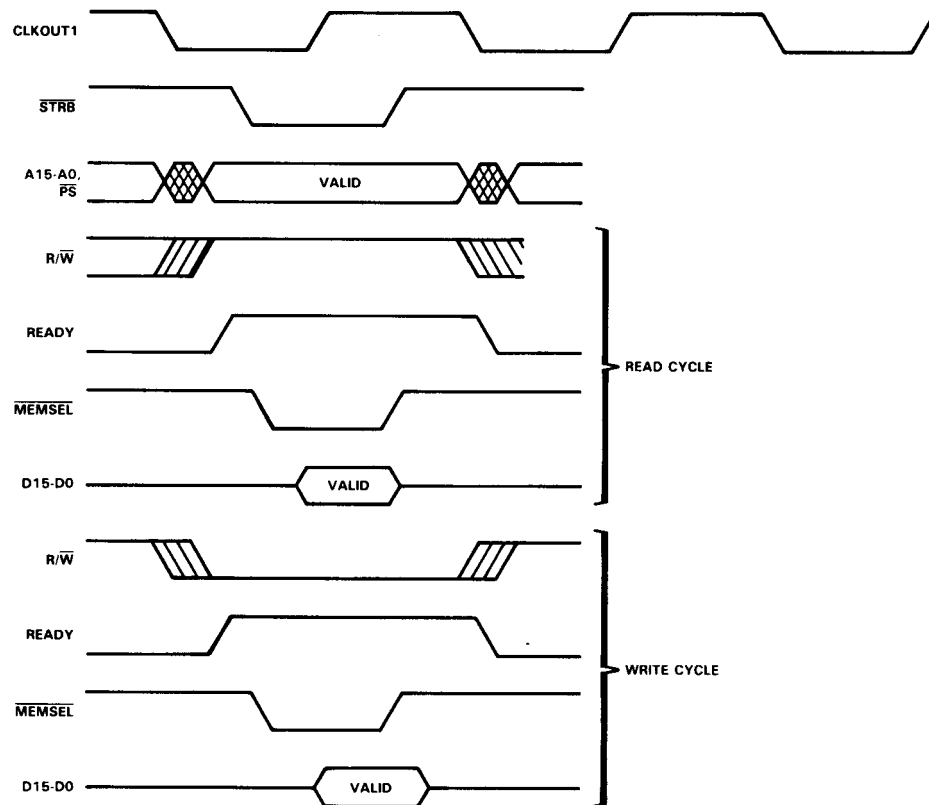 CLKOUT1
STRB
A15-A0,
PS
VALID
R/W
READY
MEMSEL
D15-D0
VALID
READ CYCLE
R/W
READY
MEMSEL
D15-D0
VALID
WRITE CYCLE